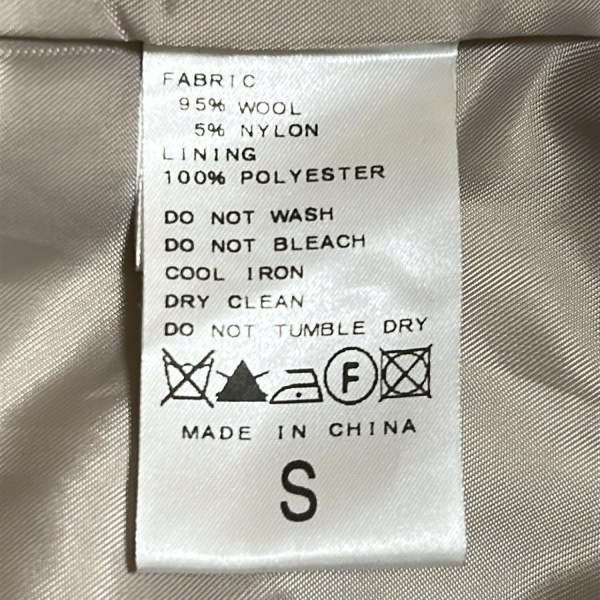 FABRIC
95% WOOL
5% NYLON
LINING
100% POLYESTER
DO NOT WASH
DO NOT BLEACH
COOL IRON
DRY CLEAN
DO NOT TUMBLE DRY
F
MADE IN CHINA
S